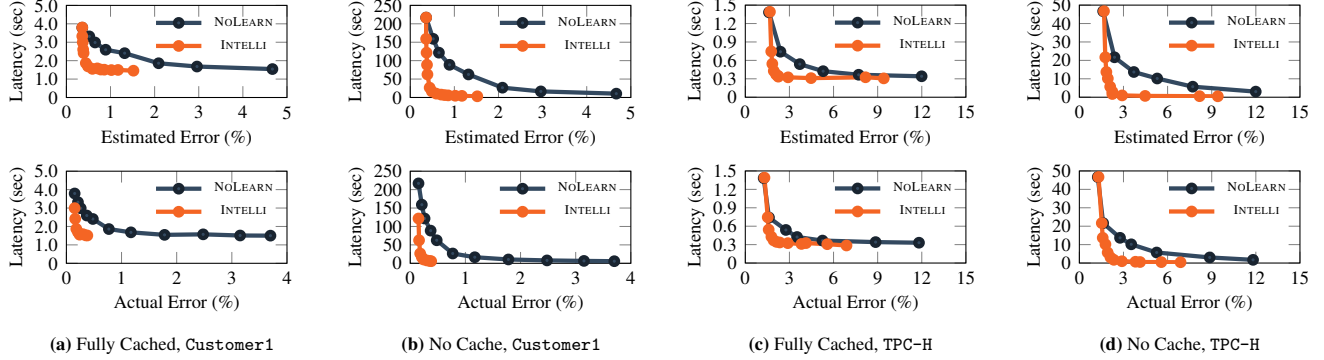 5.0
4.0
3.0
2.0
1.0
0
0 1 2 3 4 5
Latency (sec)
Estimated Error (%)
NOLEARN
INTELLI
250
200
150
100
50
0
0 1 2 3 4 5
Latency (sec)
Estimated Error (%)
NOLEARN
INTELLI
1.5
1.2
0.9
0.6
0.3
0
0 3 6 9 12 15
Latency (sec)
Estimated Error (%)
NOLEARN
INTELLI
50
40
30
20
10
0
0 3 6 9 12 15
Latency (sec)
Estimated Error (%)
NOLEARN
INTELLI
5.0
4.0
3.0
2.0
1.0
0
0 1 2 3 4
Latency (sec)
Actual Error (%)
NOLEARN
INTELLI
250
200
150
100
50
0
0 1 2 3 4
Latency (sec)
Actual Error (%)
NOLEARN
INTELLI
1.5
1.2
0.9
0.6
0.3
0
0 3 6 9 12 15
Latency (sec)
Actual Error (%)
NOLEARN
INTELLI
50
40
30
20
10
0
0 3 6 9 12 15
Latency (sec)
Actual Error (%)
NOLEARN
INTELLI
(a) Fully Cached, Customer1
(b) No Cache, Customer1
(c) Fully Cached, TPC-H
(d) No Cache, TPC-H